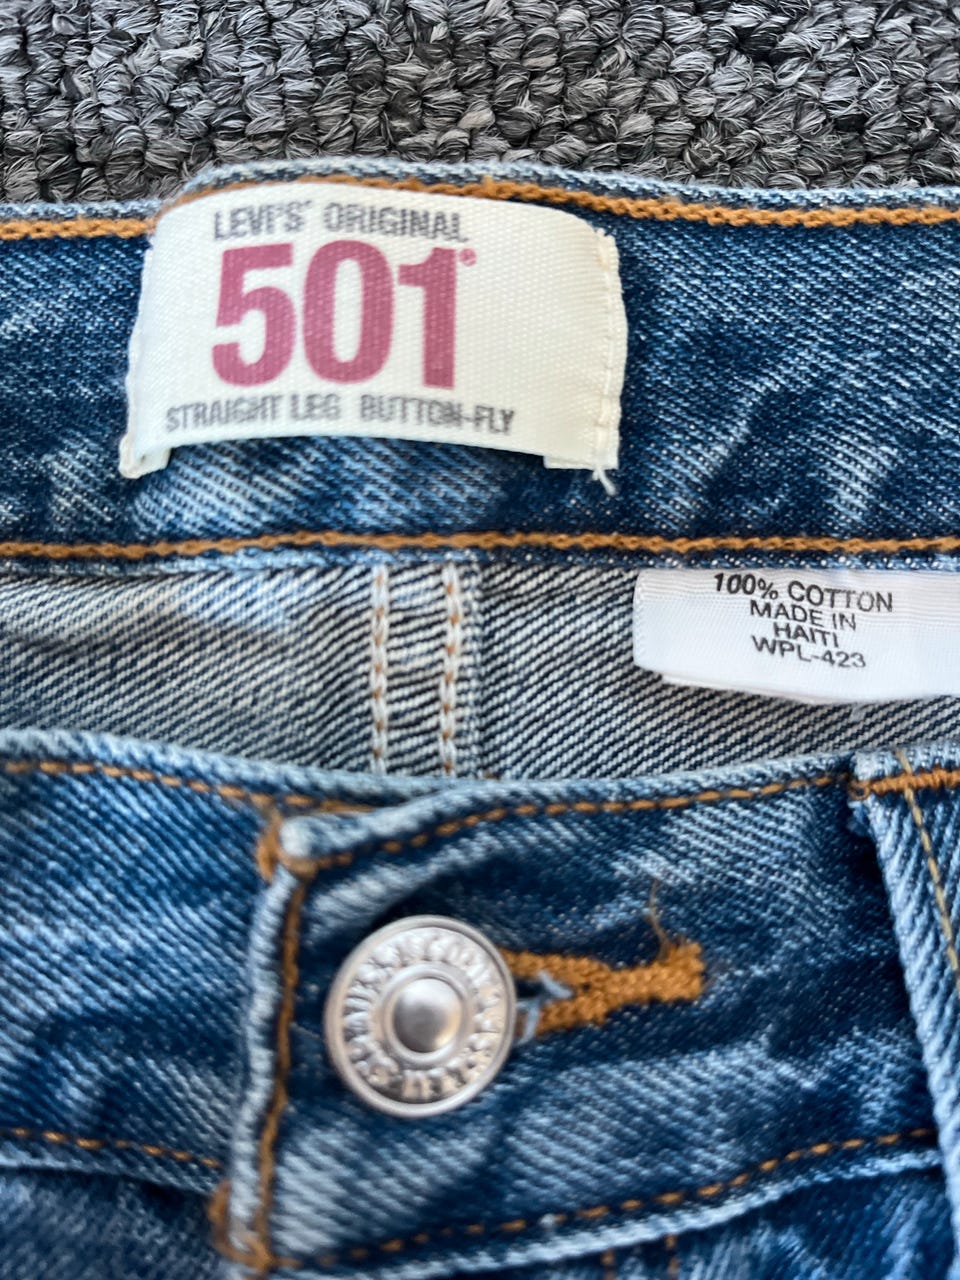 LEVI'S® ORIGINAL
501®
STRAIGHT LEG BUTTON-FLY
100% COTTON
MADE IN
HAITI
WPL-423